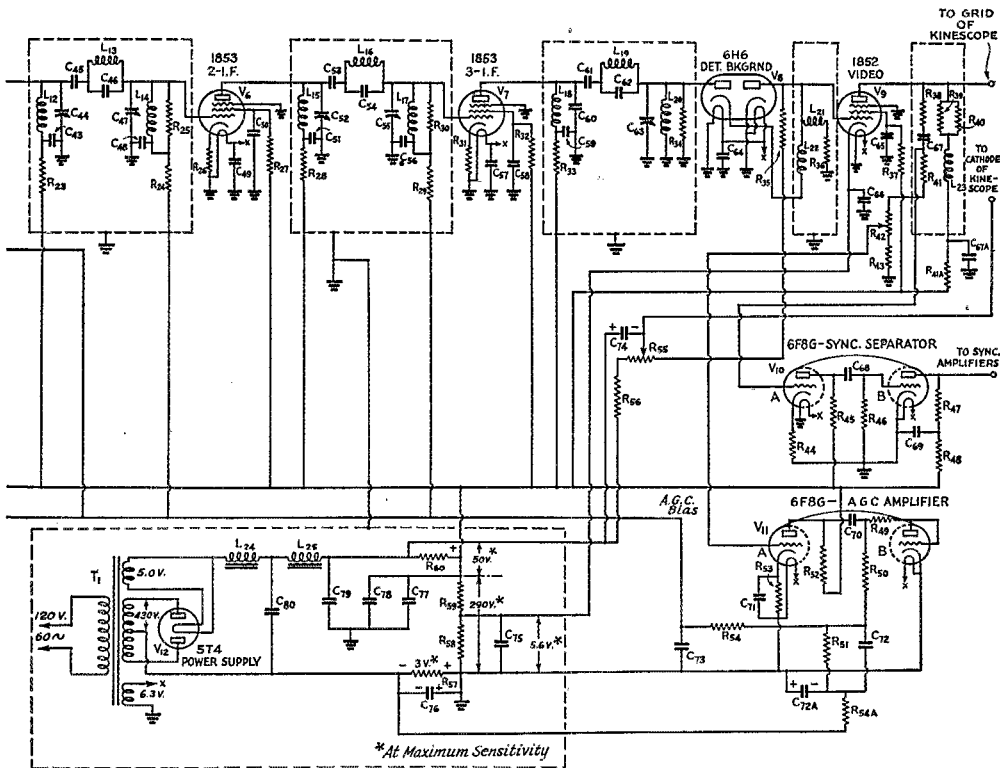 TO GRID
OF
KINESCOPE
L13
C45
C46
1853
2-I.F.
V6
L12
C44
C43
C47
L14
C48
R25
R23
R24
R26
C49
C50
R27
L16
C53
C54
1853
3-I.F.
V7
L15
C52
C51
C55
L17
C56
R30
R28
R29
R31
R32
C57
C58
L19
C61
C62
6H6
DET. BKGRND
V8
L18
C60
C59
R33
C63
L20
R34
C64
R35
L21
L22
R36
1852
VIDEO
V9
C65
R37
C66
R38
R39
R40
C67
R41
L23
TO
CATHODE
OF
KINE-
SCOPE
R42
R43
R41A
C67A
C74
+
-
R55
R56
6F8G-SYNC. SEPARATOR
V10
A
B
C68
R44
R45
R46
C69
R47
R48
TO SYNC.
AMPLIFIERS
A.G.C.
Bias
6F8G- AGC AMPLIFIER
V11
A
B
C70
R49
R50
R53
C71
R52
R54
R51
C72
C73
+
-
C72A
R54A
T1
120 V.
60~
5.0V.
430V.
6.3V.
x
V12
5T4
POWER SUPPLY
L24
L25
C80
C79
C78
C77
R60
+
50V.*
R59
290V.*
R58
C75
5.6V.*
-
3V.*
+
R57
-
+
C76
*At Maximum Sensitivity